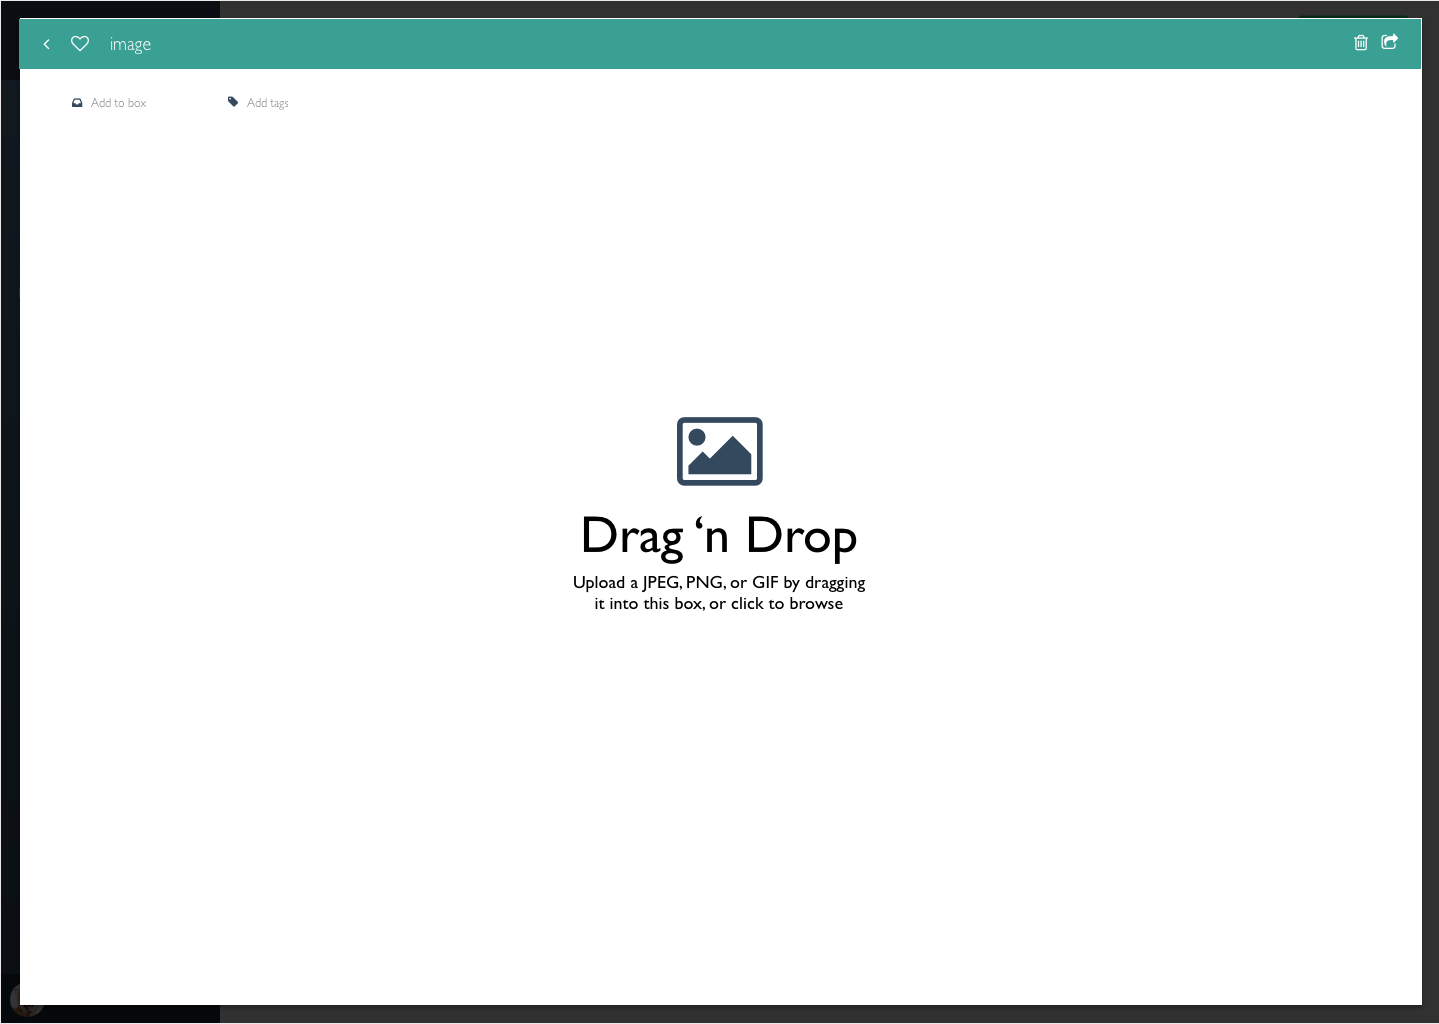 image
Add to box
Add tags
Drag ‘n Drop
Upload a JPEG, PNG, or GIF by dragging
it into this box, or click to browse